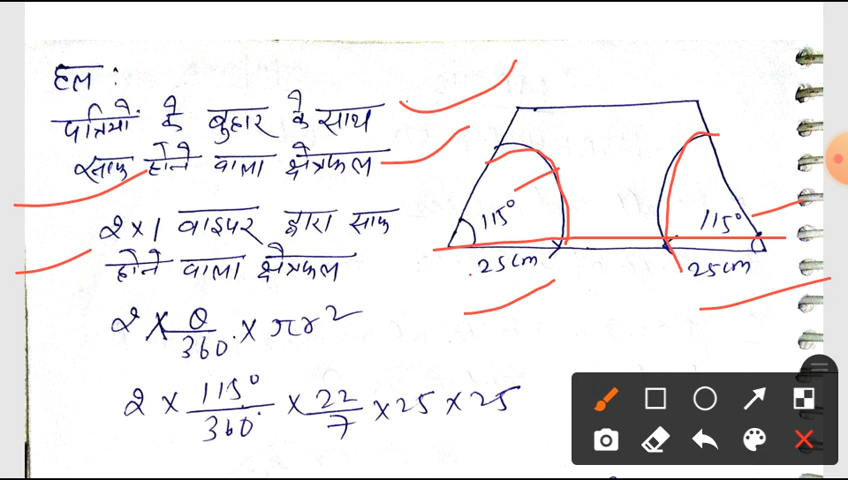 हल :
पत्तियों के बुहार के साथ
साफ होने वाला क्षेत्रफल
2 × 1 वाइपर द्वारा साफ
होने वाला क्षेत्रफल
2 × θ/360 × πr²
2 × 115°/360° × 22/7 × 25 × 25
115°
25cm
115°
25cm